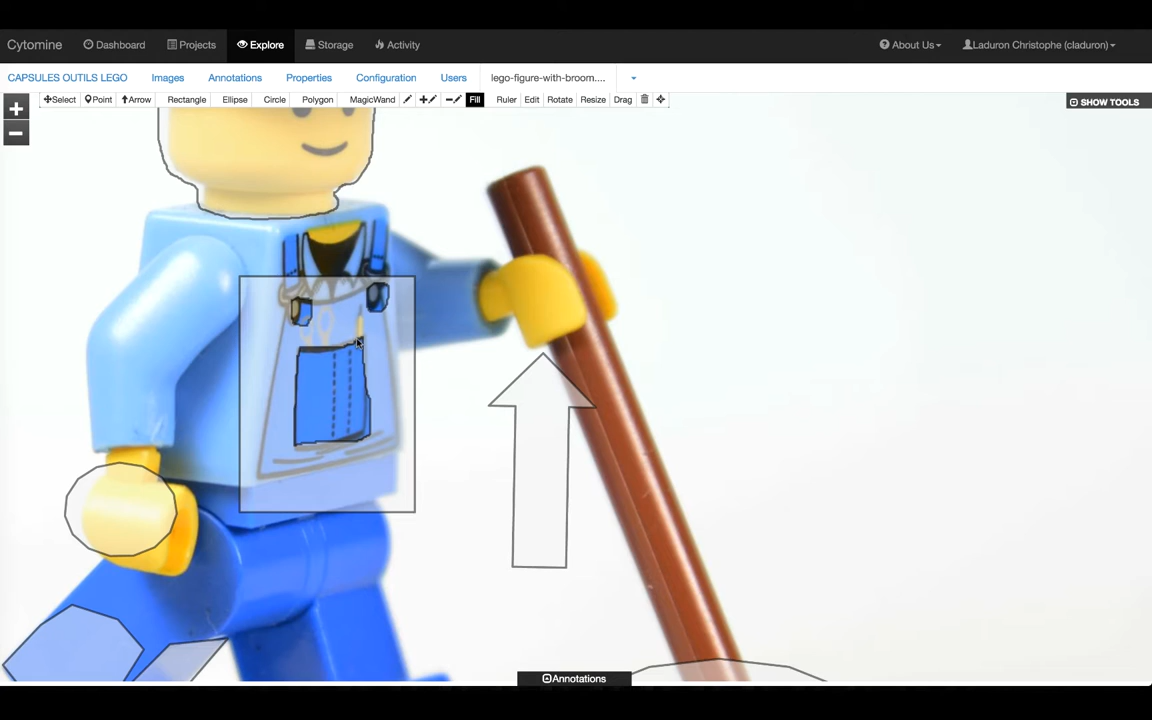 Cytomine Dashboard Projects Explore Storage Activity About Us Laduron Christophe (claduron)
CAPSULES OUTILS LEGO Images Annotations Properties Configuration Users lego-figure-with-broom....
Select Point Arrow Rectangle Ellipse Circle Polygon MagicWand Fill Ruler Edit Rotate Resize Drag
SHOW TOOLS
Annotations